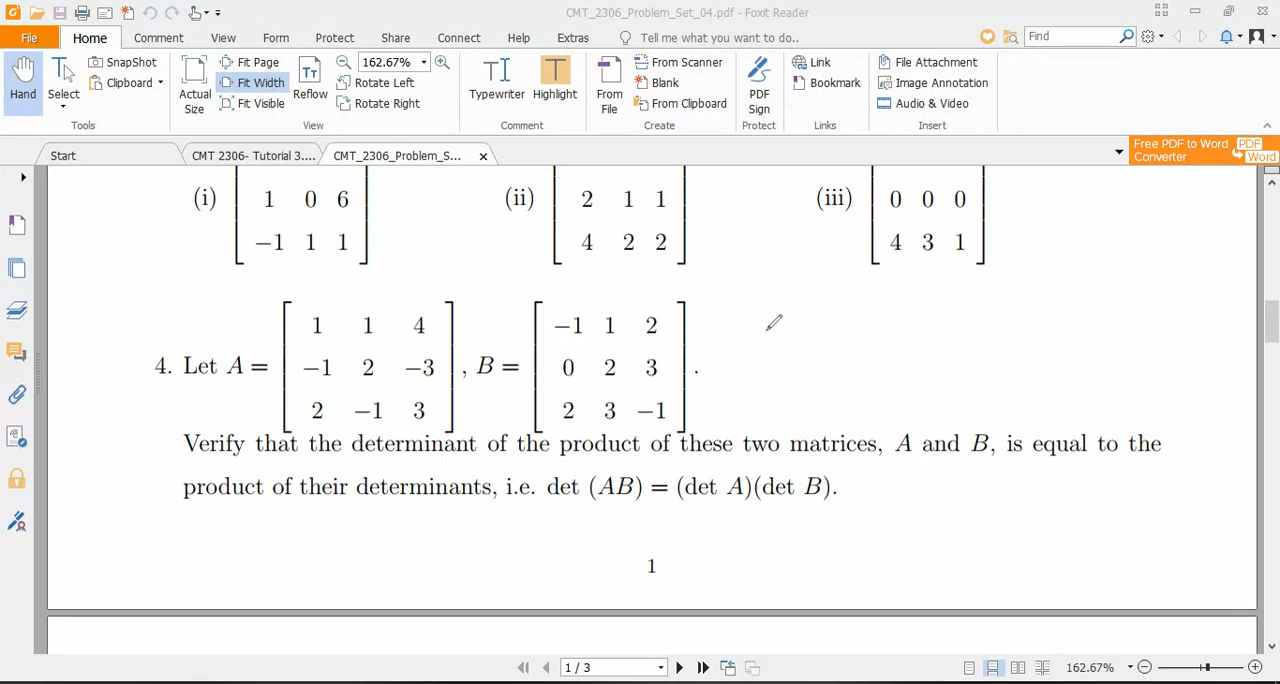 CMT_2306_Problem_Set_04.pdf - Foxit Reader
File Home Comment View Form Protect Share Connect Help Extras Tell me what you want to do.. Find
Hand Select SnapShot Clipboard Actual Size Fit Page Fit Width Fit Visible Reflow 162.67% Rotate Left Rotate Right Typewriter Highlight From File From Scanner Blank From Clipboard PDF Sign Link Bookmark File Attachment Image Annotation Audio & Video
Tools View Comment Create Protect Links Insert
Start CMT 2306- Tutorial 3.... CMT_2306_Problem_S... Free PDF to Word Converter PDF Word
(i) 1 0 6 (ii) 2 1 1 (iii) 0 0 0
−1 1 1 4 2 2 4 3 1
1 1 4 −1 1 2
4. Let A = −1 2 −3 , B = 0 2 3 .
2 −1 3 2 3 −1
Verify that the determinant of the product of these two matrices, A and B, is equal to the
product of their determinants, i.e. det (AB) = (det A)(det B).
1
1 / 3 162.67%